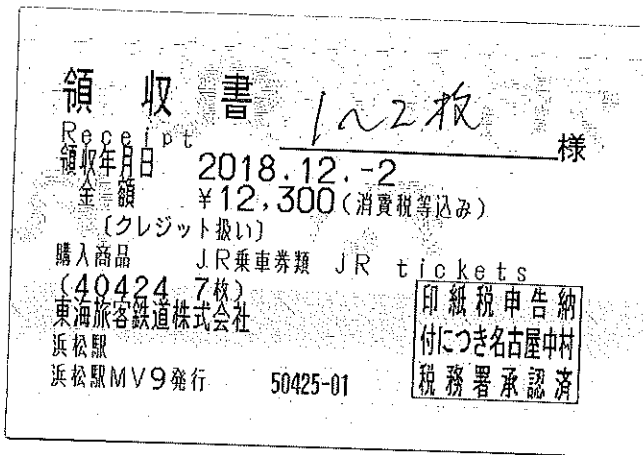 領収書
Receipt
1~2枚 様
領収年月日 2018.12.-2
金額 ¥12,300(消費税等込み)
〔クレジット扱い〕
購入商品 JR乗車券類 JR tickets
(40424 7枚)
東海旅客鉄道株式会社
浜松駅
浜松駅MV9発行 50425-01
印紙税申告納
付につき名古屋中村
税務署承認済